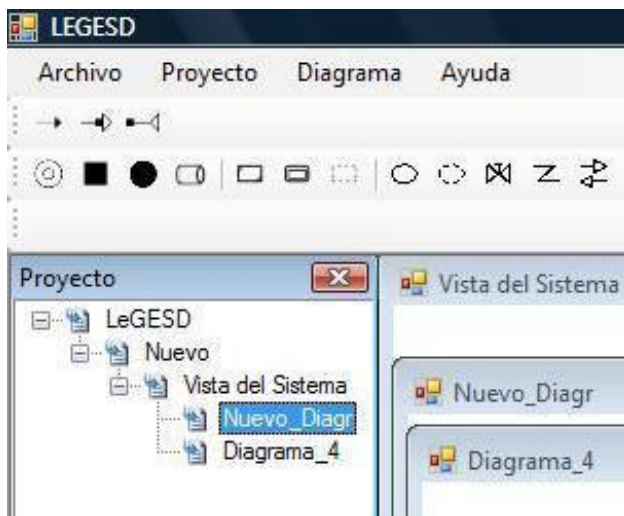 LEGESD
Archivo Proyecto Diagrama Ayuda
Proyecto
LeGESD
Nuevo
Vista del Sistema
Nuevo_Diagr
Diagrama_4
Vista del Sistema
Nuevo_Diagr
Diagrama_4